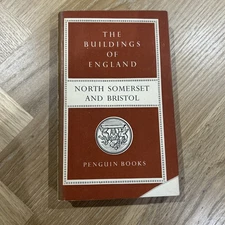 THE
BUILDINGS
OF
ENGLAND
NORTH SOMERSET
AND BRISTOL
PENGUIN BOOKS